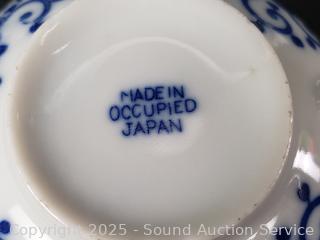 MADE IN
OCCUPIED
JAPAN
Copyright 2025 - Sound Auction Service